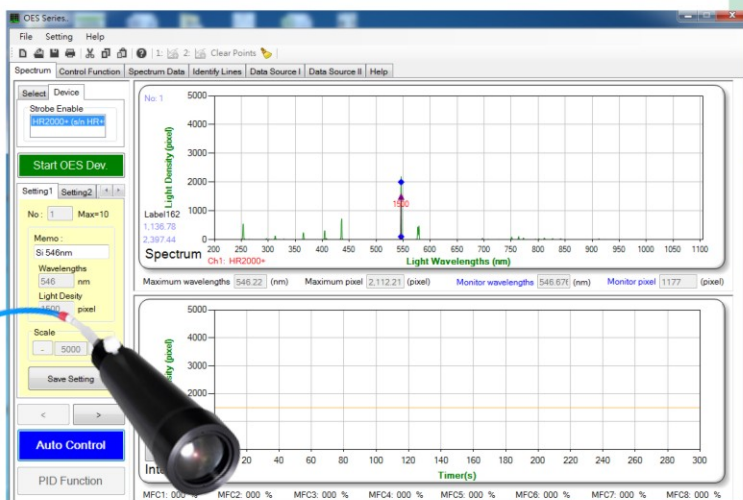 OES Series.
File Setting Help
1: 2: Clear Points
Spectrum Control Function Spectrum Data Identify Lines Data Source I Data Source II Help
Select Device
Strobe Enable
HR2000+ (s/n HR+
Start OES Dev.
Setting1 Setting2
No: 1 Max=10
Memo:
Si 546nm
Wavelengths
546 nm
Light Desity
1500 pixel
Scale
- 5000
Save Setting
< >
Auto Control
PID Function
No: 1
5000
4000
3000
2000
1000
0
Light Density (pixel)
Label162
1,136.78
2,397.44
1500
200 250 300 350 400 450 500 550 600 650 700 750 800 850 900 950 1000 1050 1100
Spectrum Ch1: HR2000+ Light Wavelengths (nm)
Maximum wavelengths 546.22 (nm) Maximum pixel 2,112.21 (pixel) Monitor wavelengths 546.676 (nm) Monitor pixel 1177 (pixel)
5000
4000
3000
2000
(pixel)
20 40 60 80 100 120 140 160 180 200 220 240 260 280 300
Timer(s)
MFC1: 000 % MFC2: 000 % MFC3: 000 % MFC4: 000 % MFC5: 000 % MFC6: 000 % MFC7: 000 % MFC8: 000 %